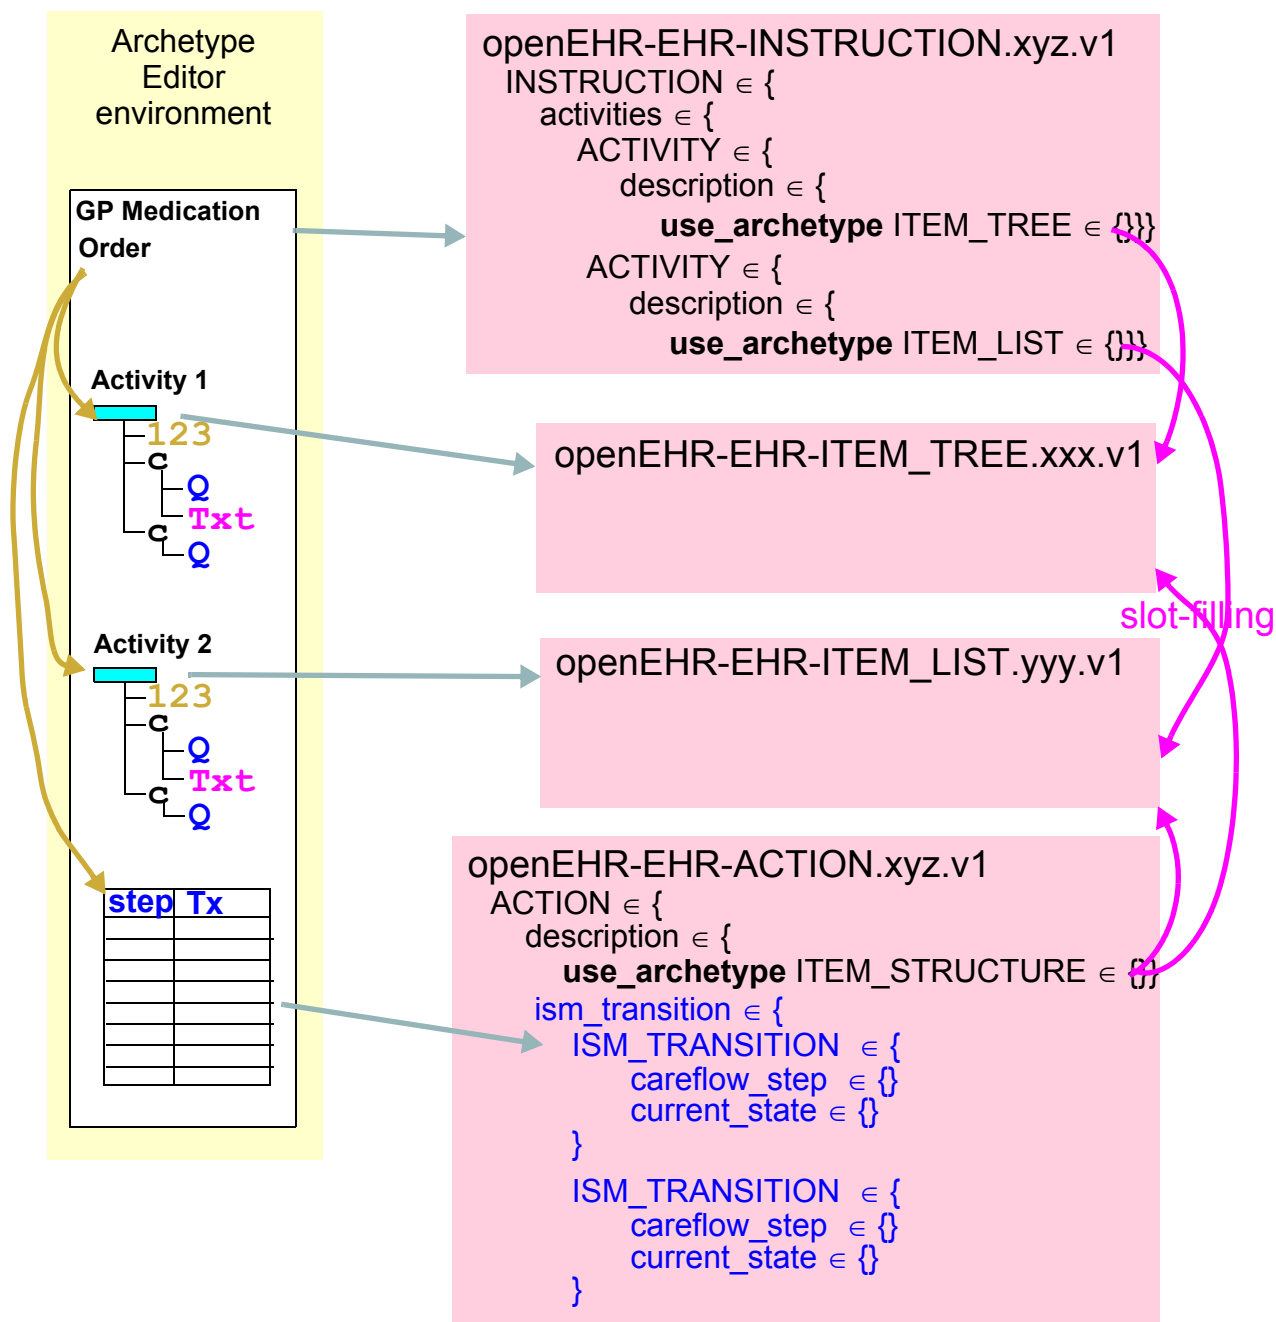 Archetype
Editor
environment
GP Medication
Order
Activity 1
123
C
Q
Txt
C
Q
Activity 2
123
C
Q
Txt
C
Q
step Tx
openEHR-EHR-INSTRUCTION.xyz.v1
INSTRUCTION ∈ {
activities ∈ {
ACTIVITY ∈ {
description ∈ {
use_archetype ITEM_TREE ∈ {}}}
ACTIVITY ∈ {
description ∈ {
use_archetype ITEM_LIST ∈ {}}}
openEHR-EHR-ITEM_TREE.xxx.v1
slot-filling
openEHR-EHR-ITEM_LIST.yyy.v1
openEHR-EHR-ACTION.xyz.v1
ACTION ∈ {
description ∈ {
use_archetype ITEM_STRUCTURE ∈ {}}
ism_transition ∈ {
ISM_TRANSITION ∈ {
careflow_step ∈ {}
current_state ∈ {}
}
ISM_TRANSITION ∈ {
careflow_step ∈ {}
current_state ∈ {}
}